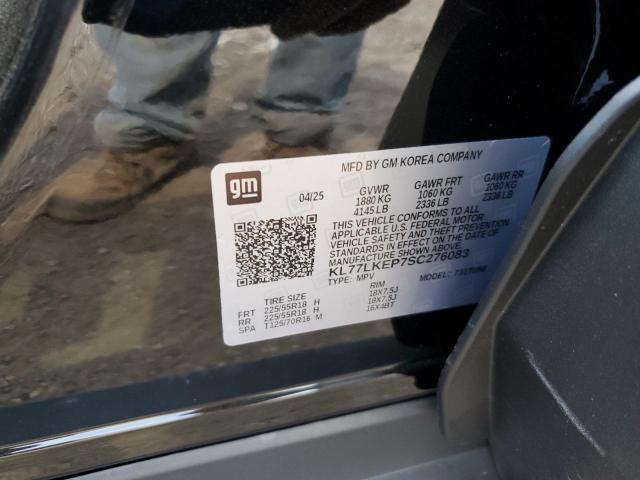 MFD BY GM KOREA COMPANY
gm
04/25
GVWR GAWR FRT GAWR RR
1880 KG 1060 KG 1060 KG
4145 LB 2336 LB 2336 LB
THIS VEHICLE CONFORMS TO ALL
APPLICABLE U.S. FEDERAL MOTOR
VEHICLE SAFETY AND THEFT PREVENTION
STANDARDS IN EFFECT ON THE DATE OF
MANUFACTURE SHOWN ABOVE.
KL77LKEP7SC276083
TYPE: MPV MODEL:
TIRE SIZE RIM
FRT 225/55R18 H 18X7.5J
RR 225/55R18 H 18X7.5J
SPA T125/70R16 M 16X4BT